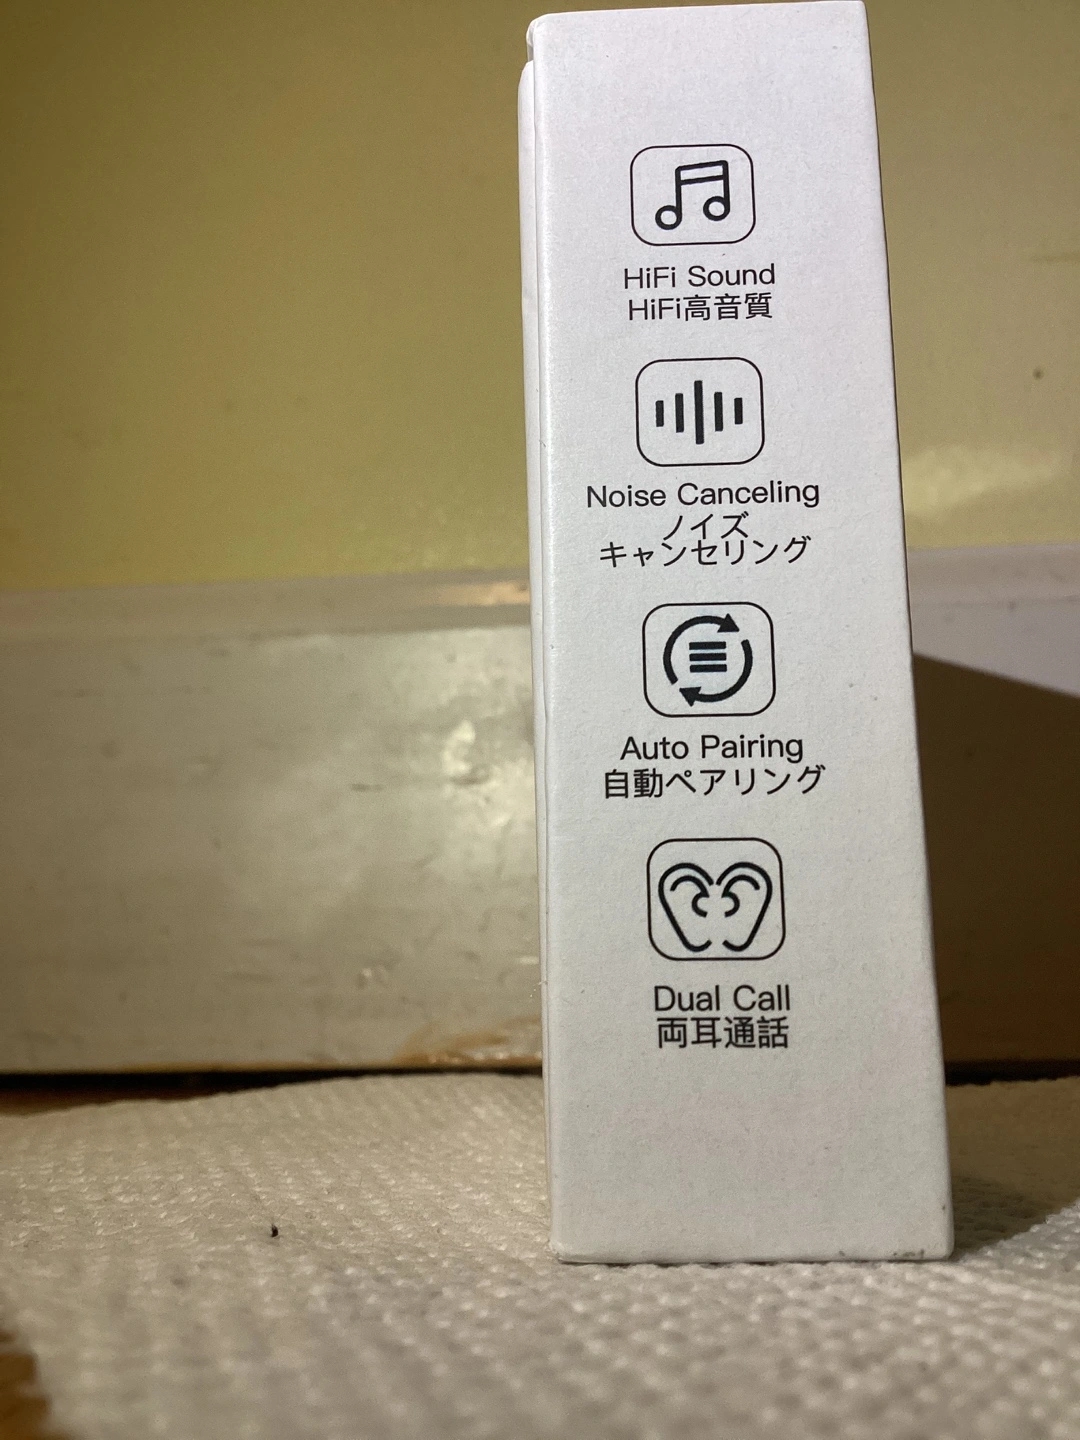 HiFi Sound
HiFi高音質
Noise Canceling
ノイズ
キャンセリング
Auto Pairing
自動ペアリング
Dual Call
両耳通話